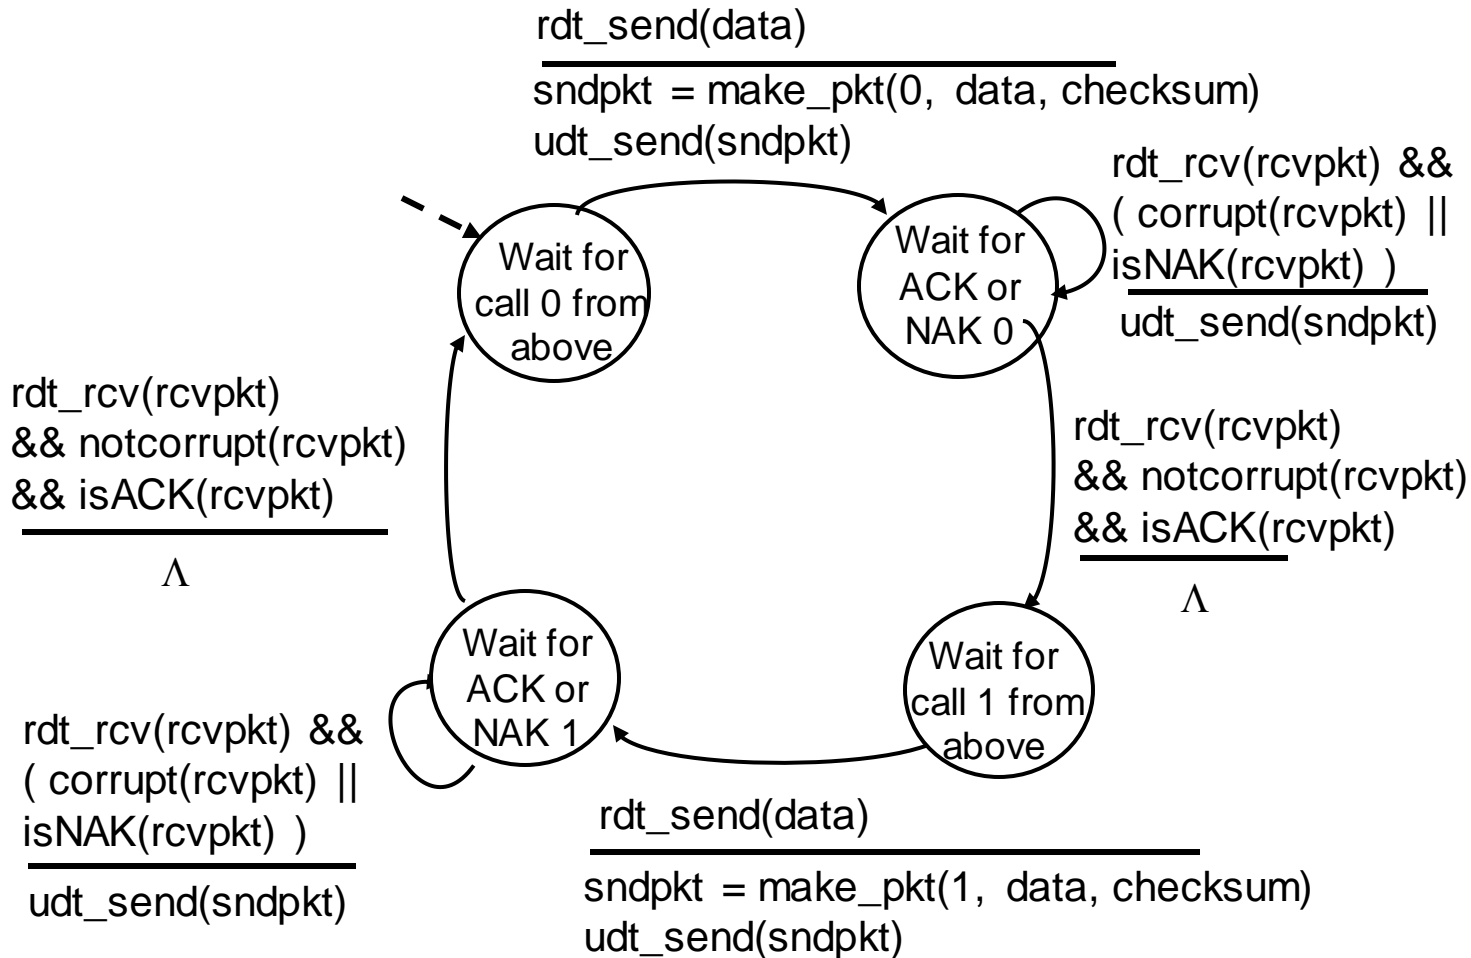 rdt_send(data)
sndpkt = make_pkt(0, data, checksum)
udt_send(sndpkt)
rdt_rcv(rcvpkt) &&
( corrupt(rcvpkt) ||
isNAK(rcvpkt) )
udt_send(sndpkt)
Wait for
call 0 from
above
Wait for
ACK or
NAK 0
rdt_rcv(rcvpkt)
&& notcorrupt(rcvpkt)
&& isACK(rcvpkt)
Λ
rdt_rcv(rcvpkt)
&& notcorrupt(rcvpkt)
&& isACK(rcvpkt)
Λ
Wait for
ACK or
NAK 1
Wait for
call 1 from
above
rdt_rcv(rcvpkt) &&
( corrupt(rcvpkt) ||
isNAK(rcvpkt) )
udt_send(sndpkt)
rdt_send(data)
sndpkt = make_pkt(1, data, checksum)
udt_send(sndpkt)